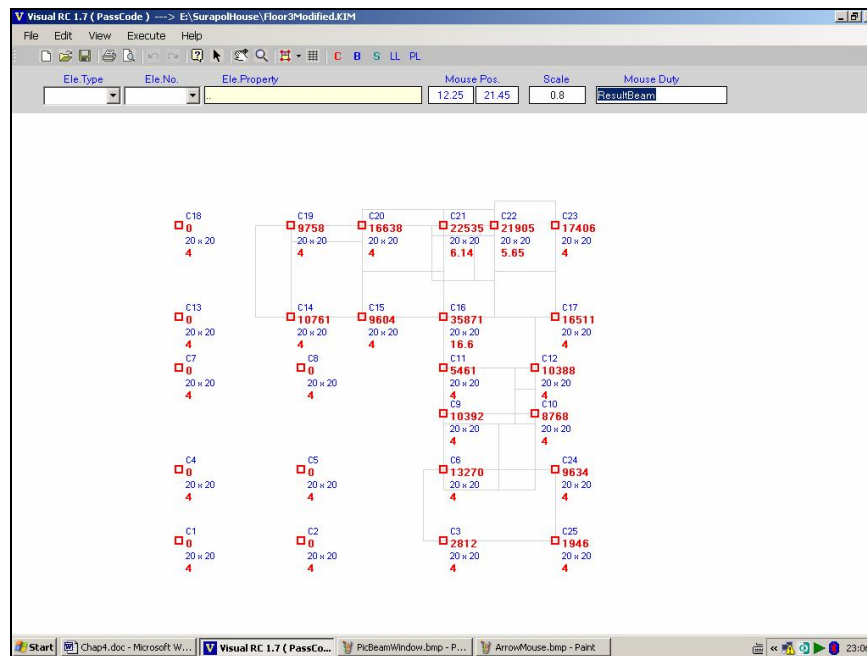 Visual RC 1.7 ( PassCode ) ---> E:\SurapolHouse\Floor3Modified.KIM
File Edit View Execute Help
C B S LL PL
Ele.Type Ele.No. Ele.Property Mouse Pos. Scale Mouse Duty
.. 12.25 21.45 0.8 ResultBeam
C18 C19 C20 C21 C22 C23
0 9758 16638 22535 21905 17406
20 x 20 20 x 20 20 x 20 20 x 20 20 x 20 20 x 20
4 4 4 6.14 5.65 4
C13 C14 C15 C16 C17
0 10761 9604 35871 16511
20 x 20 20 x 20 20 x 20 20 x 20 20 x 20
4 4 4 16.6 4
C7 C8 C11 C12
0 0 5461 10388
20 x 20 20 x 20 20 x 20 20 x 20
4 4 4 4
C9 C10
10392 8768
20 x 20 20 x 20
4 4
C4 C5 C6 C24
0 0 13270 9634
20 x 20 20 x 20 20 x 20 20 x 20
4 4 4 4
C1 C2 C3 C25
0 0 2812 1946
20 x 20 20 x 20 20 x 20 20 x 20
4 4 4 4
Start Chap4.doc - Microsoft W... Visual RC 1.7 ( PassCo... PicBeamWindow.bmp - P... ArrowMouse.bmp - Paint